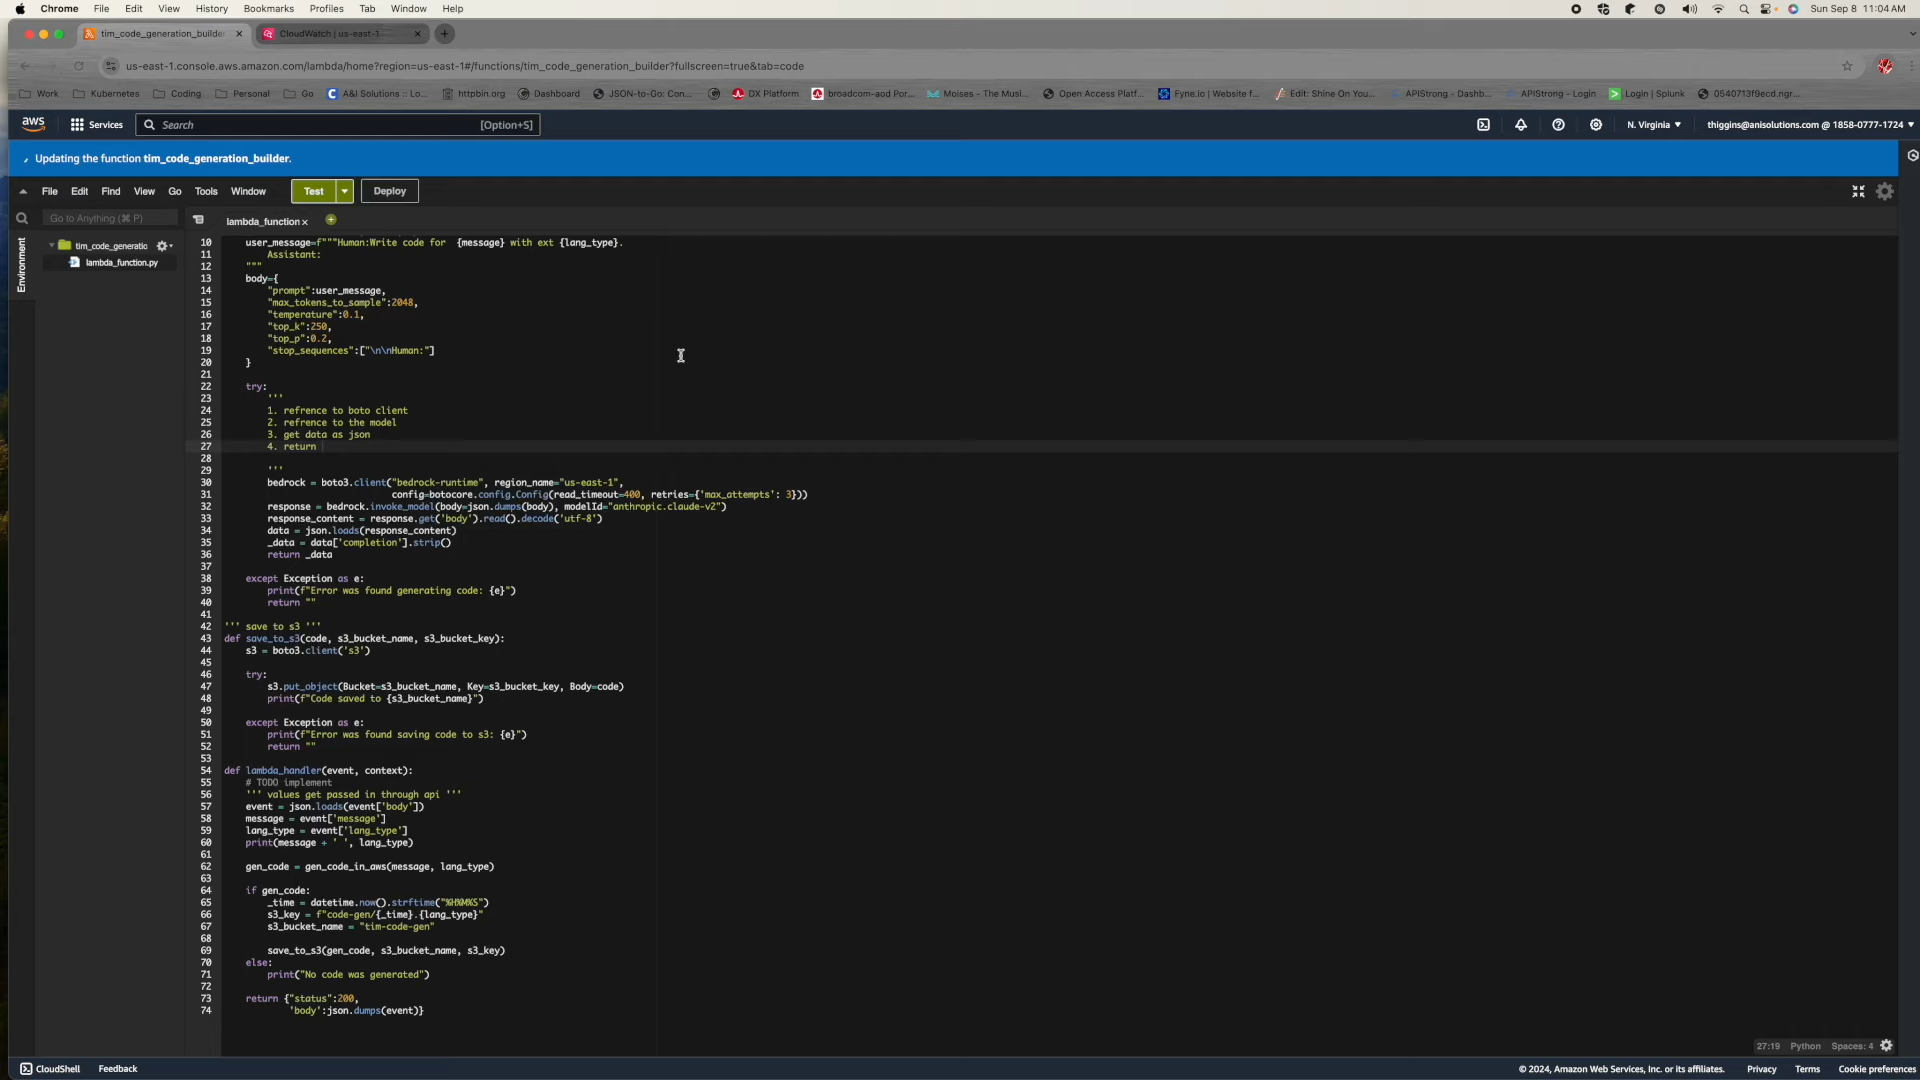 Chrome File Edit View History Bookmarks Profiles Tab Window Help Sun Sep 8 11:04 AM
tim_code_generation_builder × CloudWatch | us-east-1 × +
us-east-1.console.aws.amazon.com/lambda/home?region=us-east-1#/functions/tim_code_generation_builder?fullscreen=true&tab=code
Work Kubernetes Coding Personal Go A&I Solutions :: Lo... httpbin.org Dashboard JSON-to-Go: Con... DX Platform broadcom-aod Por... Moises - The Musi... Open Access Platf... Fyne.io | Website f... Edit: Shine On You... APIStrong - Dashb... APIStrong - Login Login | Splunk 0540713f9ecd.ngr...
aws Services Search [Option+S] N. Virginia thiggins@anisolutions.com @ 1858-0777-1724
Updating the function tim_code_generation_builder.
File Edit Find View Go Tools Window Test Deploy
Go to Anything (⌘ P) lambda_function ×
Environment
tim_code_generatio
lambda_function.py
10 user_message=f"""Human:Write code for {message} with ext {lang_type}.
11 Assistant:
12 """
13 body={
14 "prompt":user_message,
15 "max_tokens_to_sample":2048,
16 "temperature":0.1,
17 "top_k":250,
18 "top_p":0.2,
19 "stop_sequences":["\n\nHuman:"]
20 }
21
22 try:
23 '''
24 1. refrence to boto client
25 2. refrence to the model
26 3. get data as json
27 4. return
28
29 '''
30 bedrock = boto3.client("bedrock-runtime", region_name="us-east-1",
31 config=botocore.config.Config(read_timeout=400, retries={'max_attempts': 3}))
32 response = bedrock.invoke_model(body=json.dumps(body), modelId="anthropic.claude-v2")
33 response_content = response.get('body').read().decode('utf-8')
34 data = json.loads(response_content)
35 _data = data['completion'].strip()
36 return _data
37
38 except Exception as e:
39 print(f"Error was found generating code: {e}")
40 return ""
41
42 ''' save to s3 '''
43 def save_to_s3(code, s3_bucket_name, s3_bucket_key):
44 s3 = boto3.client('s3')
45
46 try:
47 s3.put_object(Bucket=s3_bucket_name, Key=s3_bucket_key, Body=code)
48 print(f"Code saved to {s3_bucket_name}")
49
50 except Exception as e:
51 print(f"Error was found saving code to s3: {e}")
52 return ""
53
54 def lambda_handler(event, context):
55 # TODO implement
56 ''' values get passed in through api '''
57 event = json.loads(event['body'])
58 message = event['message']
59 lang_type = event['lang_type']
60 print(message + ' ', lang_type)
61
62 gen_code = gen_code_in_aws(message, lang_type)
63
64 if gen_code:
65 _time = datetime.now().strftime("%H%M%S")
66 s3_key = f"code-gen/{_time}.{lang_type}"
67 s3_bucket_name = "tim-code-gen"
68
69 save_to_s3(gen_code, s3_bucket_name, s3_key)
70 else:
71 print("No code was generated")
72
73 return {"status":200,
74 'body':json.dumps(event)}
27:19 Python Spaces: 4
CloudShell Feedback © 2024, Amazon Web Services, Inc. or its affiliates. Privacy Terms Cookie preferences